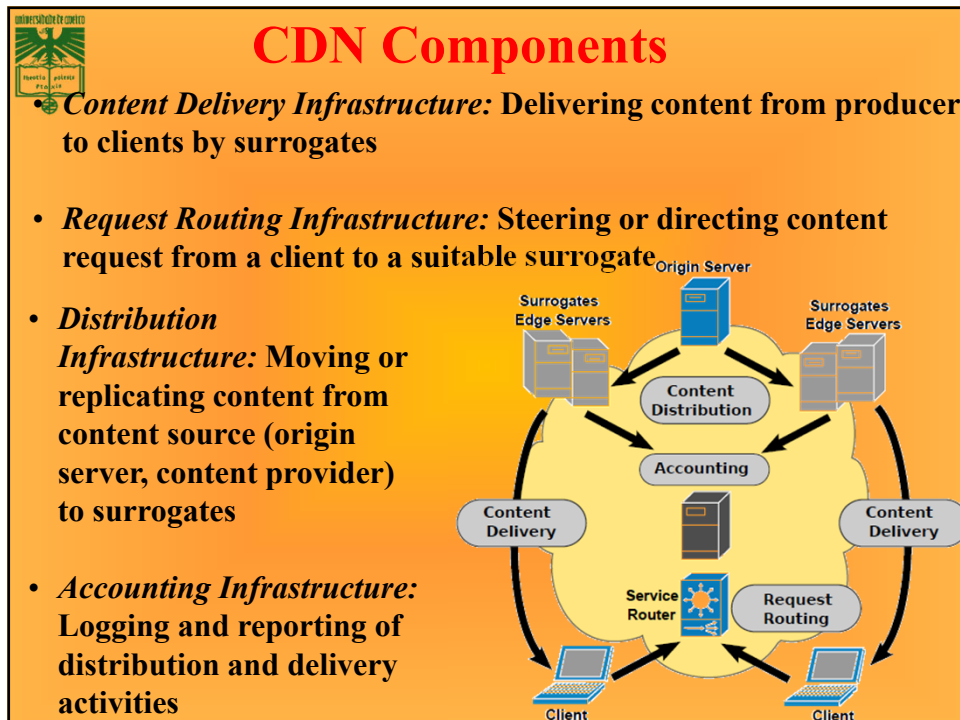 CDN Components
• Content Delivery Infrastructure: Delivering content from producer
to clients by surrogates
• Request Routing Infrastructure: Steering or directing content
request from a client to a suitable surrogate
• Distribution
Infrastructure: Moving or
replicating content from
content source (origin
server, content provider)
to surrogates
• Accounting Infrastructure:
Logging and reporting of
distribution and delivery
activities
Origin Server
Surrogates
Edge Servers
Surrogates
Edge Servers
Content
Distribution
Accounting
Content
Delivery
Content
Delivery
Service
Router
Request
Routing
Client
Client